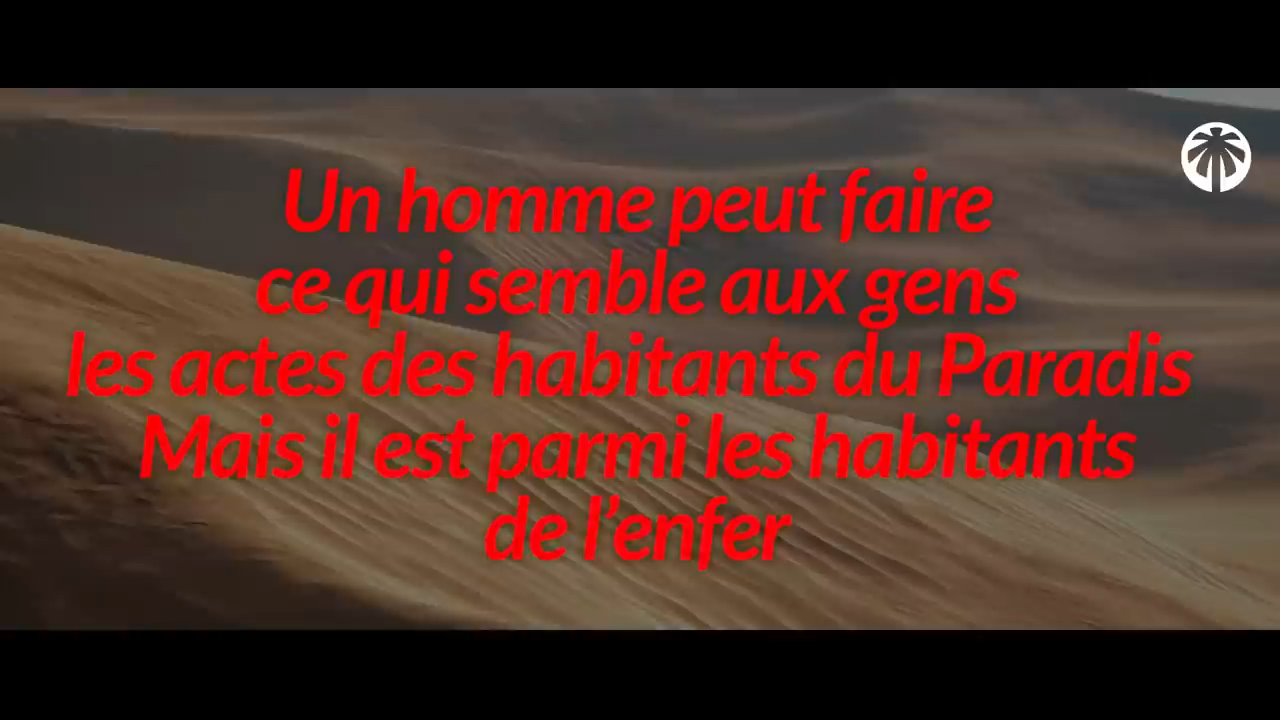 Un homme peut faire
ce qui semble aux gens
les actes des habitants du Paradis
Mais il est parmi les habitants
de l’enfer